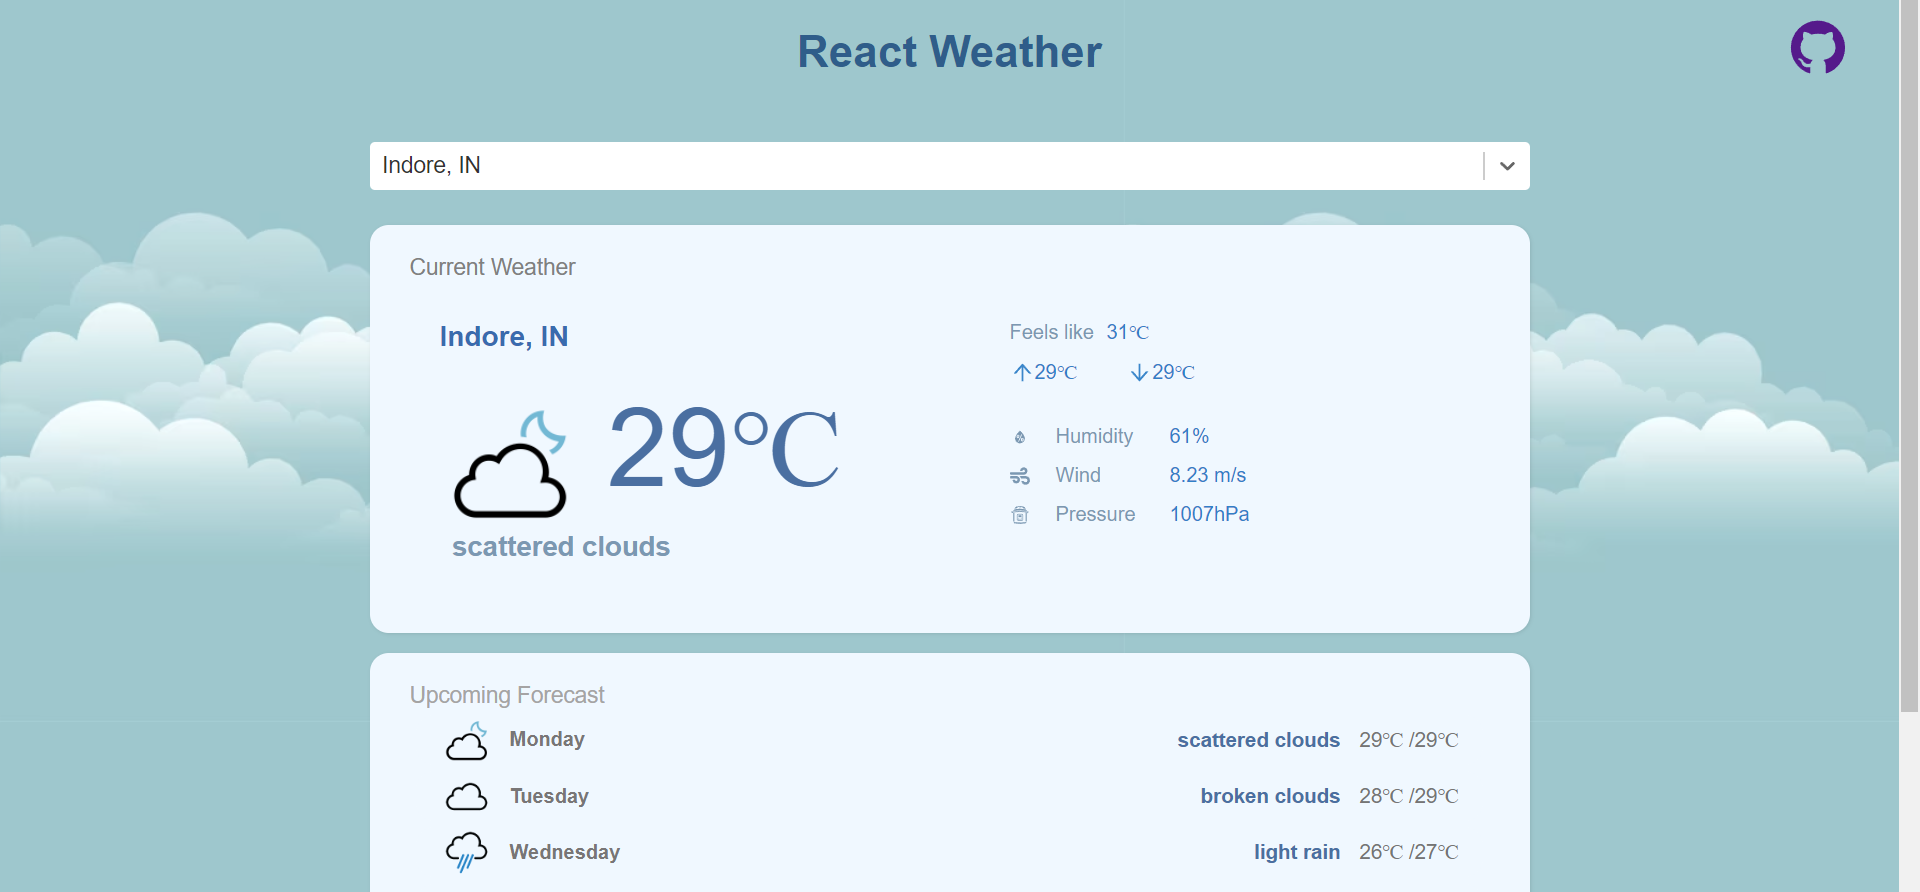 React Weather
Indore, IN
Current Weather
Indore, IN
29℃
scattered clouds
Feels like 31℃
29℃ 29℃
Humidity 61%
Wind 8.23 m/s
Pressure 1007hPa
Upcoming Forecast
Monday scattered clouds 29℃ /29℃
Tuesday broken clouds 28℃ /29℃
Wednesday light rain 26℃ /27℃